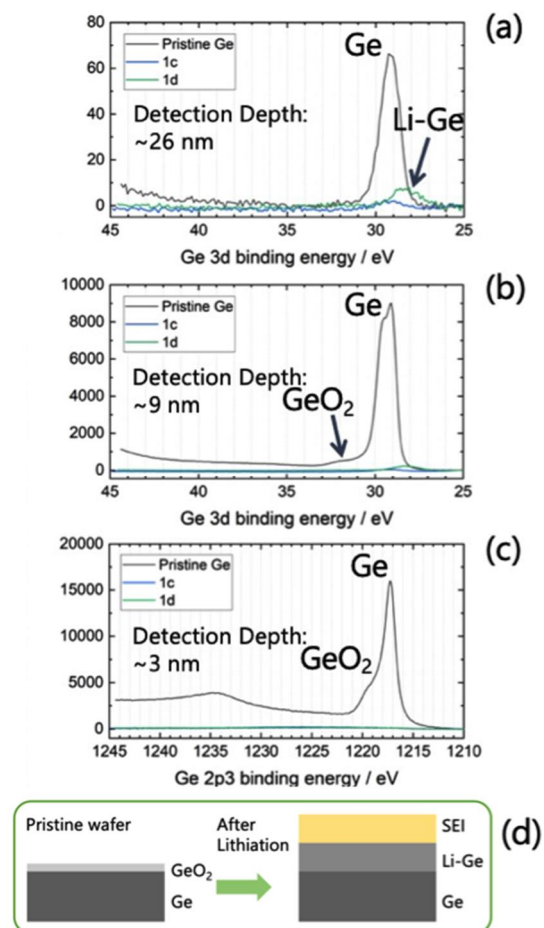 (a)
80
60
40
20
0
Pristine Ge
1c
1d
Ge
Li-Ge
Detection Depth:
~26 nm
45 40 35 30 25
Ge 3d binding energy / eV
(b)
10000
8000
6000
4000
2000
0
Pristine Ge
1c
1d
Ge
Detection Depth:
~9 nm
GeO₂
45 40 35 30 25
Ge 3d binding energy / eV
(c)
20000
15000
10000
5000
0
Pristine Ge
1c
1d
Ge
Detection Depth:
~3 nm
GeO₂
1245 1240 1235 1230 1222 1217 1215 1210
Ge 2p3 binding energy / eV
(d)
Pristine wafer
After
Lithiation
GeO₂
Ge
SEI
Li-Ge
Ge